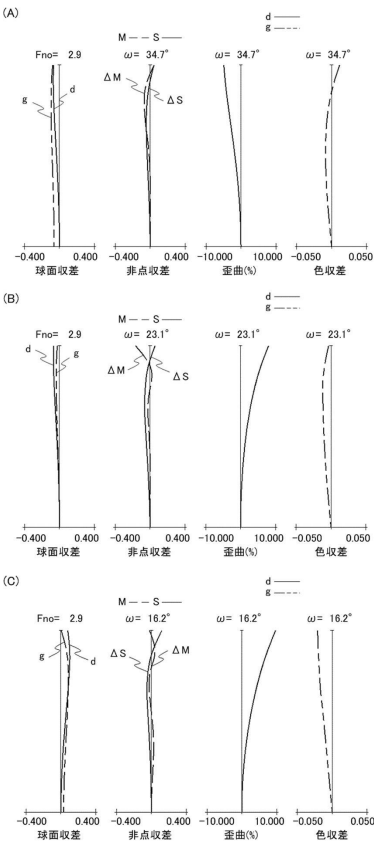 (A)
d
g
M S
Fno= 2.9 ω= 34.7° ω= 34.7° ω= 34.7°
ΔM
g d
ΔS
-0.400 0.400 -0.400 0.400 -10.000 10.000 -0.050 0.050
球面収差 非点収差 歪曲(%) 色収差
(B)
d
g
M S
Fno= 2.9 ω= 23.1° ω= 23.1° ω= 23.1°
d g
ΔM ΔS
-0.400 0.400 -0.400 0.400 -10.000 10.000 -0.050 0.050
球面収差 非点収差 歪曲(%) 色収差
(C)
d
g
M S
Fno= 2.9 ω= 16.2° ω= 16.2° ω= 16.2°
g d ΔS ΔM
-0.400 0.400 -0.400 0.400 -10.000 10.000 -0.050 0.050
球面収差 非点収差 歪曲(%) 色収差